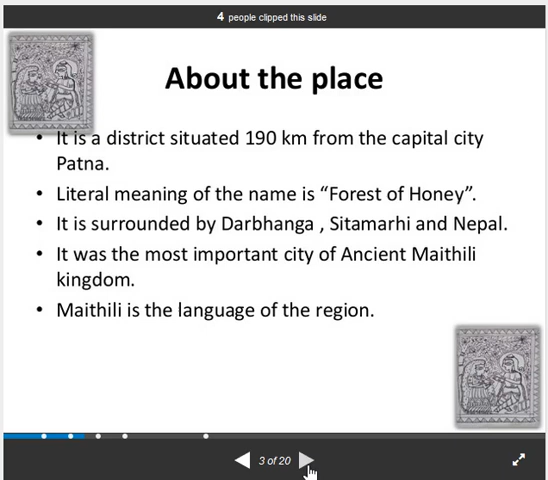 4 people clipped this slide
About the place
• It is a district situated 190 km from the capital city
Patna.
• Literal meaning of the name is “Forest of Honey”.
• It is surrounded by Darbhanga , Sitamarhi and Nepal.
• It was the most important city of Ancient Maithili
kingdom.
• Maithili is the language of the region.
3 of 20